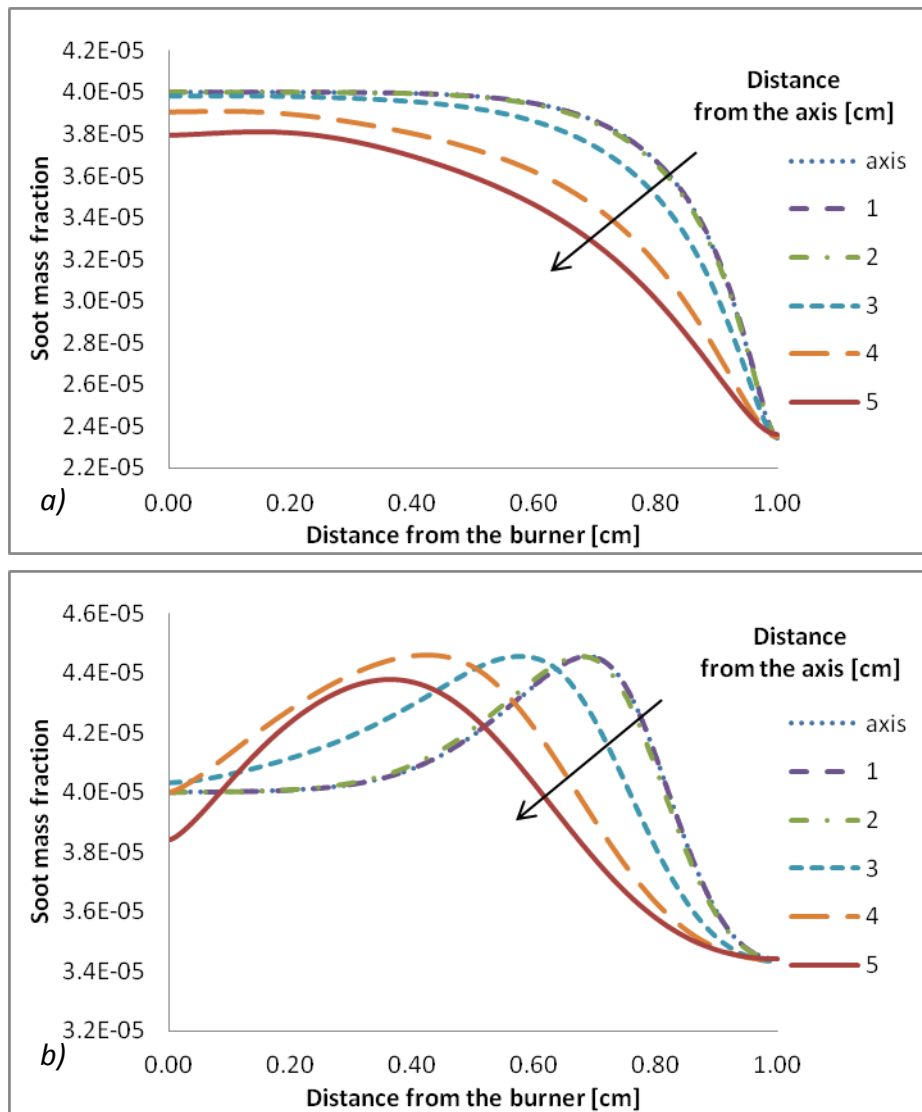 4.2E-05
4.0E-05
3.8E-05
3.6E-05
3.4E-05
3.2E-05
3.0E-05
2.8E-05
2.6E-05
2.4E-05
2.2E-05
Soot mass fraction
0.00 0.20 0.40 0.60 0.80 1.00
Distance from the burner [cm]
a)
Distance
from the axis [cm]
axis
1
2
3
4
5
4.6E-05
4.4E-05
4.2E-05
4.0E-05
3.8E-05
3.6E-05
3.4E-05
3.2E-05
Soot mass fraction
0.00 0.20 0.40 0.60 0.80 1.00
Distance from the burner [cm]
b)
Distance
from the axis [cm]
axis
1
2
3
4
5